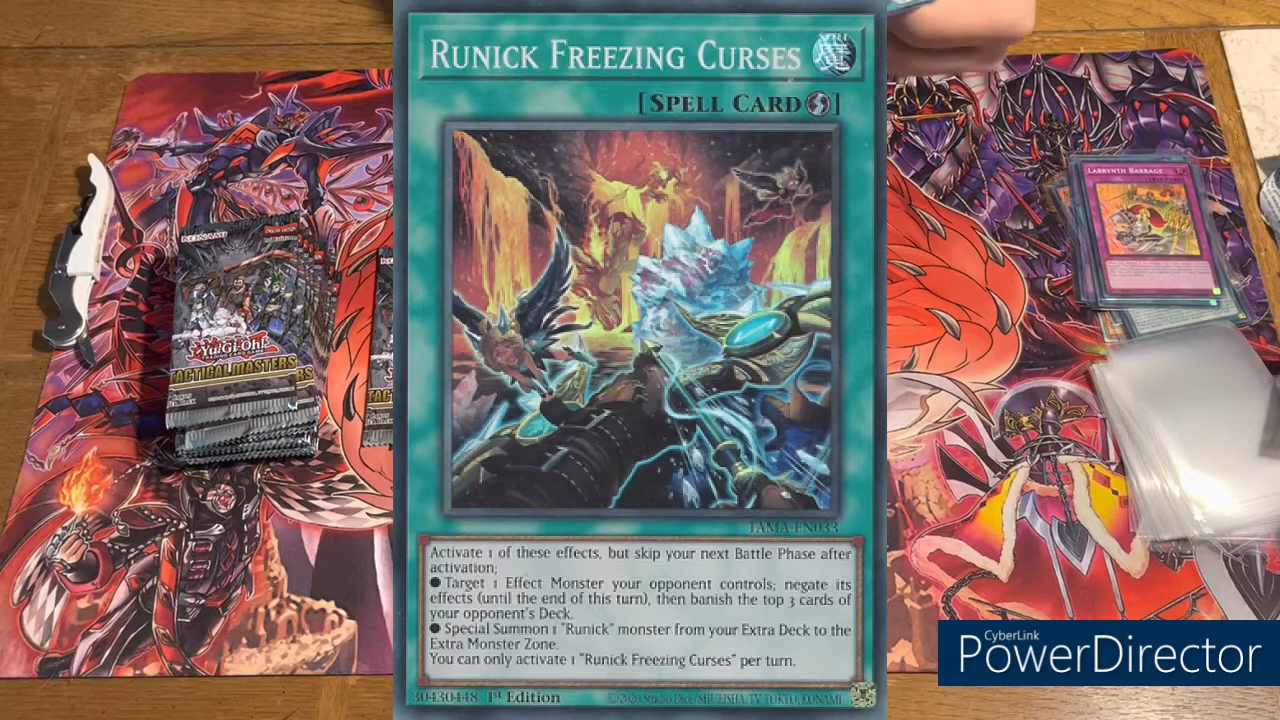 RUNICK FREEZING CURSES
[SPELL CARD]
TAMA-EN033
Activate 1 of these effects, but skip your next Battle Phase after
activation;
● Target 1 Effect Monster your opponent controls; negate its
effects (until the end of this turn), then banish the top 3 cards of
your opponent's Deck.
● Special Summon 1 "Runick" monster from your Extra Deck to the
Extra Monster Zone.
You can only activate 1 "Runick Freezing Curses" per turn.
30430448 1st Edition
KONAMI
Yu-Gi-Oh!
TACTICAL MASTERS
LABRYNTH BARRAGE
CyberLink
PowerDirector